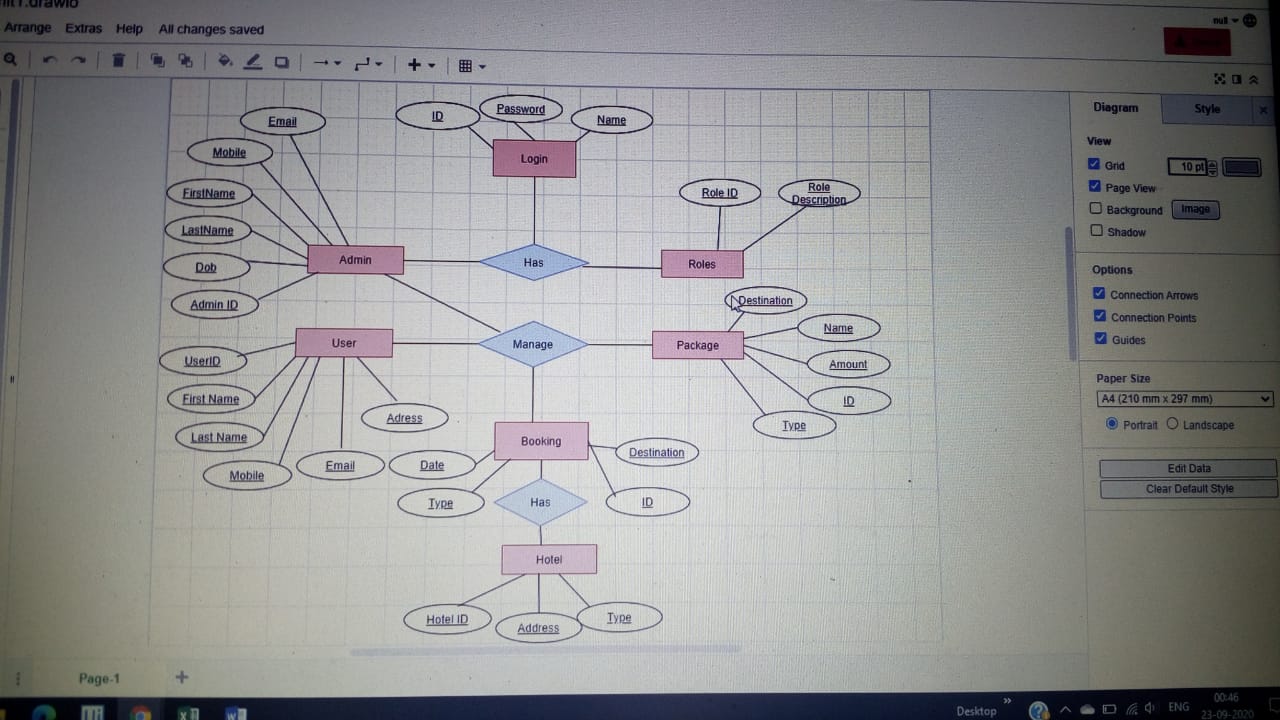 Arrange Extras Help All changes saved
null
Diagram
Style
View
Grid
10 pt
Page View
Background
Image
Shadow
Options
Connection Arrows
Connection Points
Guides
Paper Size
A4 (210 mm x 297 mm)
Portrait
Landscape
Edit Data
Clear Default Style
Email
ID
Password
Name
Mobile
Login
FirstName
Role ID
Role
Description
LastName
Admin
Has
Roles
Dob
Admin ID
Destination
User
Manage
Package
Name
UserID
Amount
First Name
ID
Adress
Type
Last Name
Booking
Mobile
Email
Date
Destination
Type
Has
ID
Hotel
Hotel ID
Address
Type
Page-1
Desktop
ENG
00:46
23-09-2020